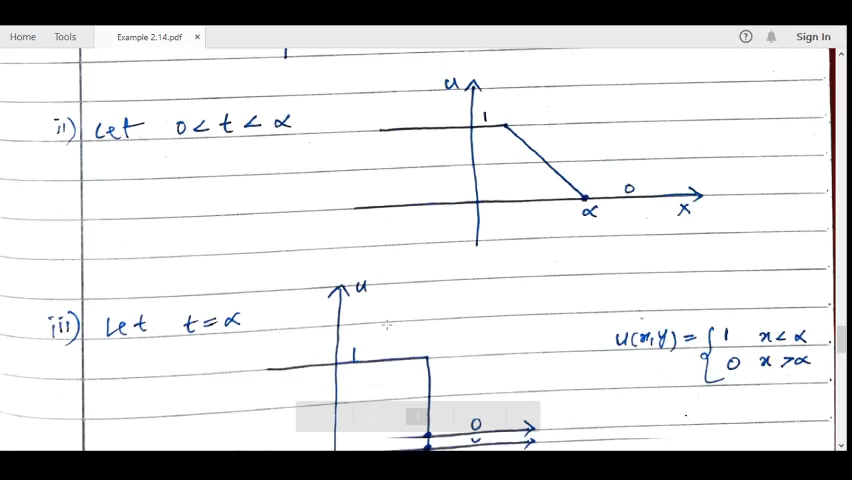 Home Tools Example 2.14.pdf × ? Sign In
u
ii) Let 0 < t < α
1
0
α x
u
iii) Let t = α
1
u(x,y) = { 1 x < α
0 x > α
0